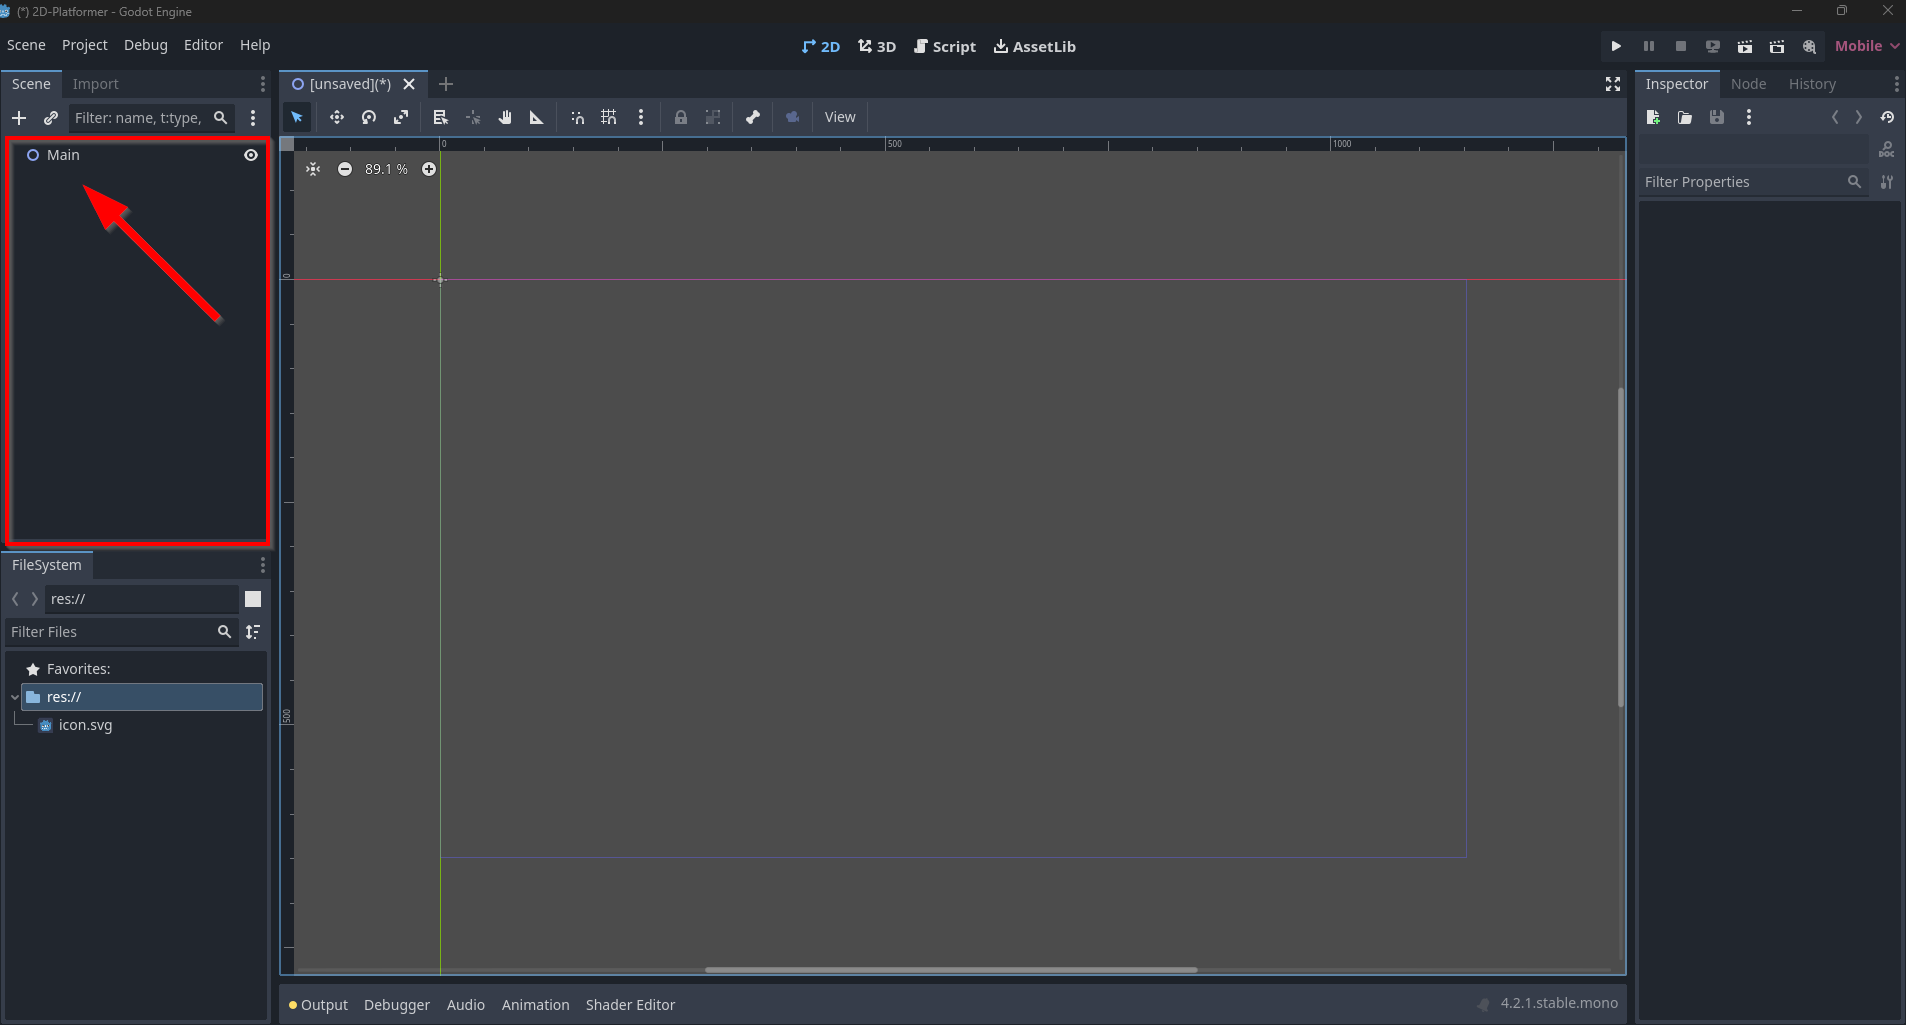 (*) 2D-Platformer - Godot Engine
Scene Project Debug Editor Help
2D 3D Script AssetLib
Mobile
Scene Import
[unsaved](*)
Inspector Node History
Filter: name, t:type,
View
Main
0 500 1000
89.1 %
0
500
DOC
Filter Properties
FileSystem
res://
Filter Files
Favorites:
res://
icon.svg
Output Debugger Audio Animation Shader Editor
4.2.1.stable.mono